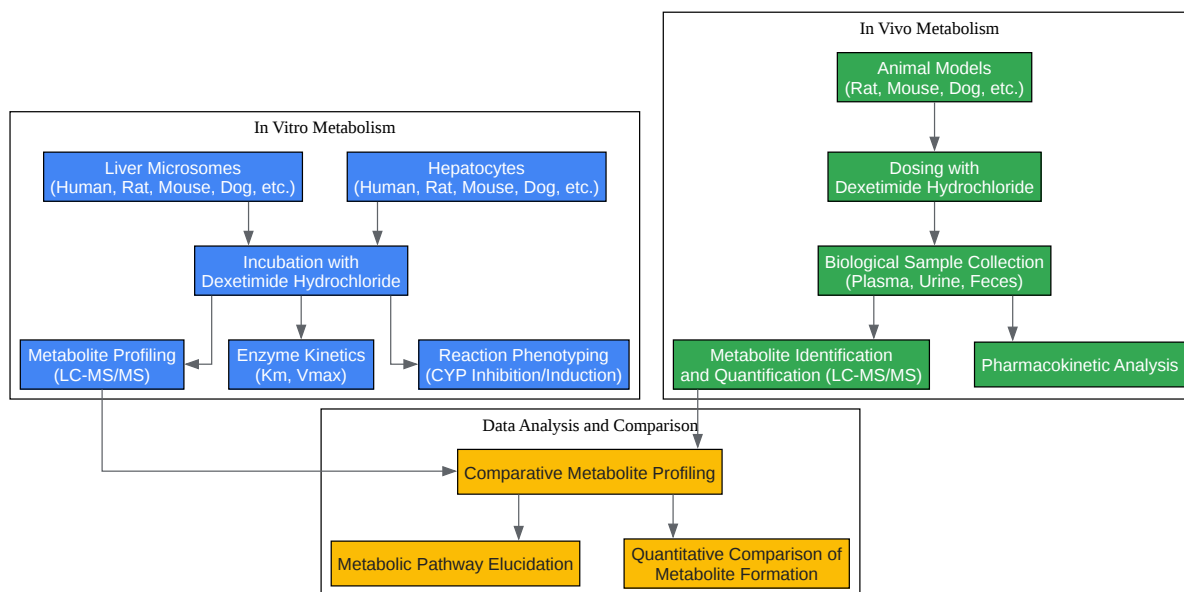 In Vivo Metabolism
Animal Models
(Rat, Mouse, Dog, etc.)
Dosing with
Dexetimide Hydrochloride
Biological Sample Collection
(Plasma, Urine, Feces)
Metabolite Identification
and Quantification (LC-MS/MS)
Pharmacokinetic Analysis
In Vitro Metabolism
Liver Microsomes
(Human, Rat, Mouse, Dog, etc.)
Hepatocytes
(Human, Rat, Mouse, Dog, etc.)
Incubation with
Dexetimide Hydrochloride
Metabolite Profiling
(LC-MS/MS)
Enzyme Kinetics
(Km, Vmax)
Reaction Phenotyping
(CYP Inhibition/Induction)
Data Analysis and Comparison
Comparative Metabolite Profiling
Metabolic Pathway Elucidation
Quantitative Comparison of
Metabolite Formation